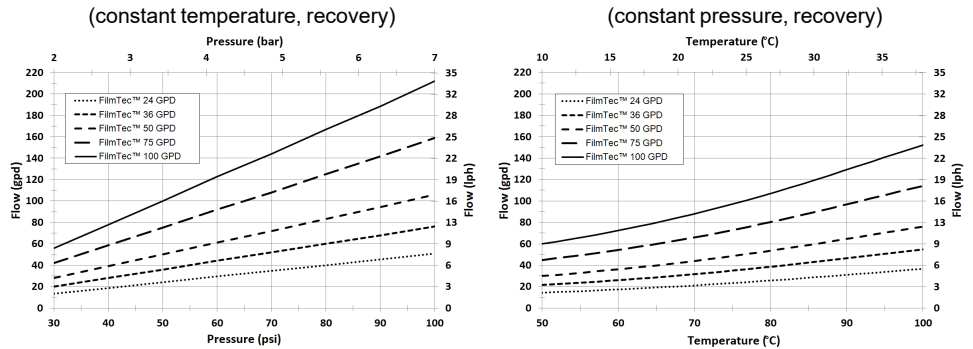 (constant temperature, recovery)
Pressure (bar)
2 3 4 5 6 7
220 200 180 160 140 120 100 80 60 40 20 0
Flow (gpd)
FilmTec™ 24 GPD
FilmTec™ 36 GPD
FilmTec™ 50 GPD
FilmTec™ 75 GPD
FilmTec™ 100 GPD
35 32 28 25 22 19 16 13 9 6 3 0
Flow (lph)
30 40 50 60 70 80 90 100
Pressure (psi)
(constant pressure, recovery)
Temperature (°C)
10 15 20 25 30 35
220 200 180 160 140 120 100 80 60 40 20 0
Flow (gpd)
FilmTec™ 24 GPD
FilmTec™ 36 GPD
FilmTec™ 50 GPD
FilmTec™ 75 GPD
FilmTec™ 100 GPD
35 32 28 25 22 19 16 13 9 6 3 0
Flow (lph)
50 60 70 80 90 100
Temperature (°C)